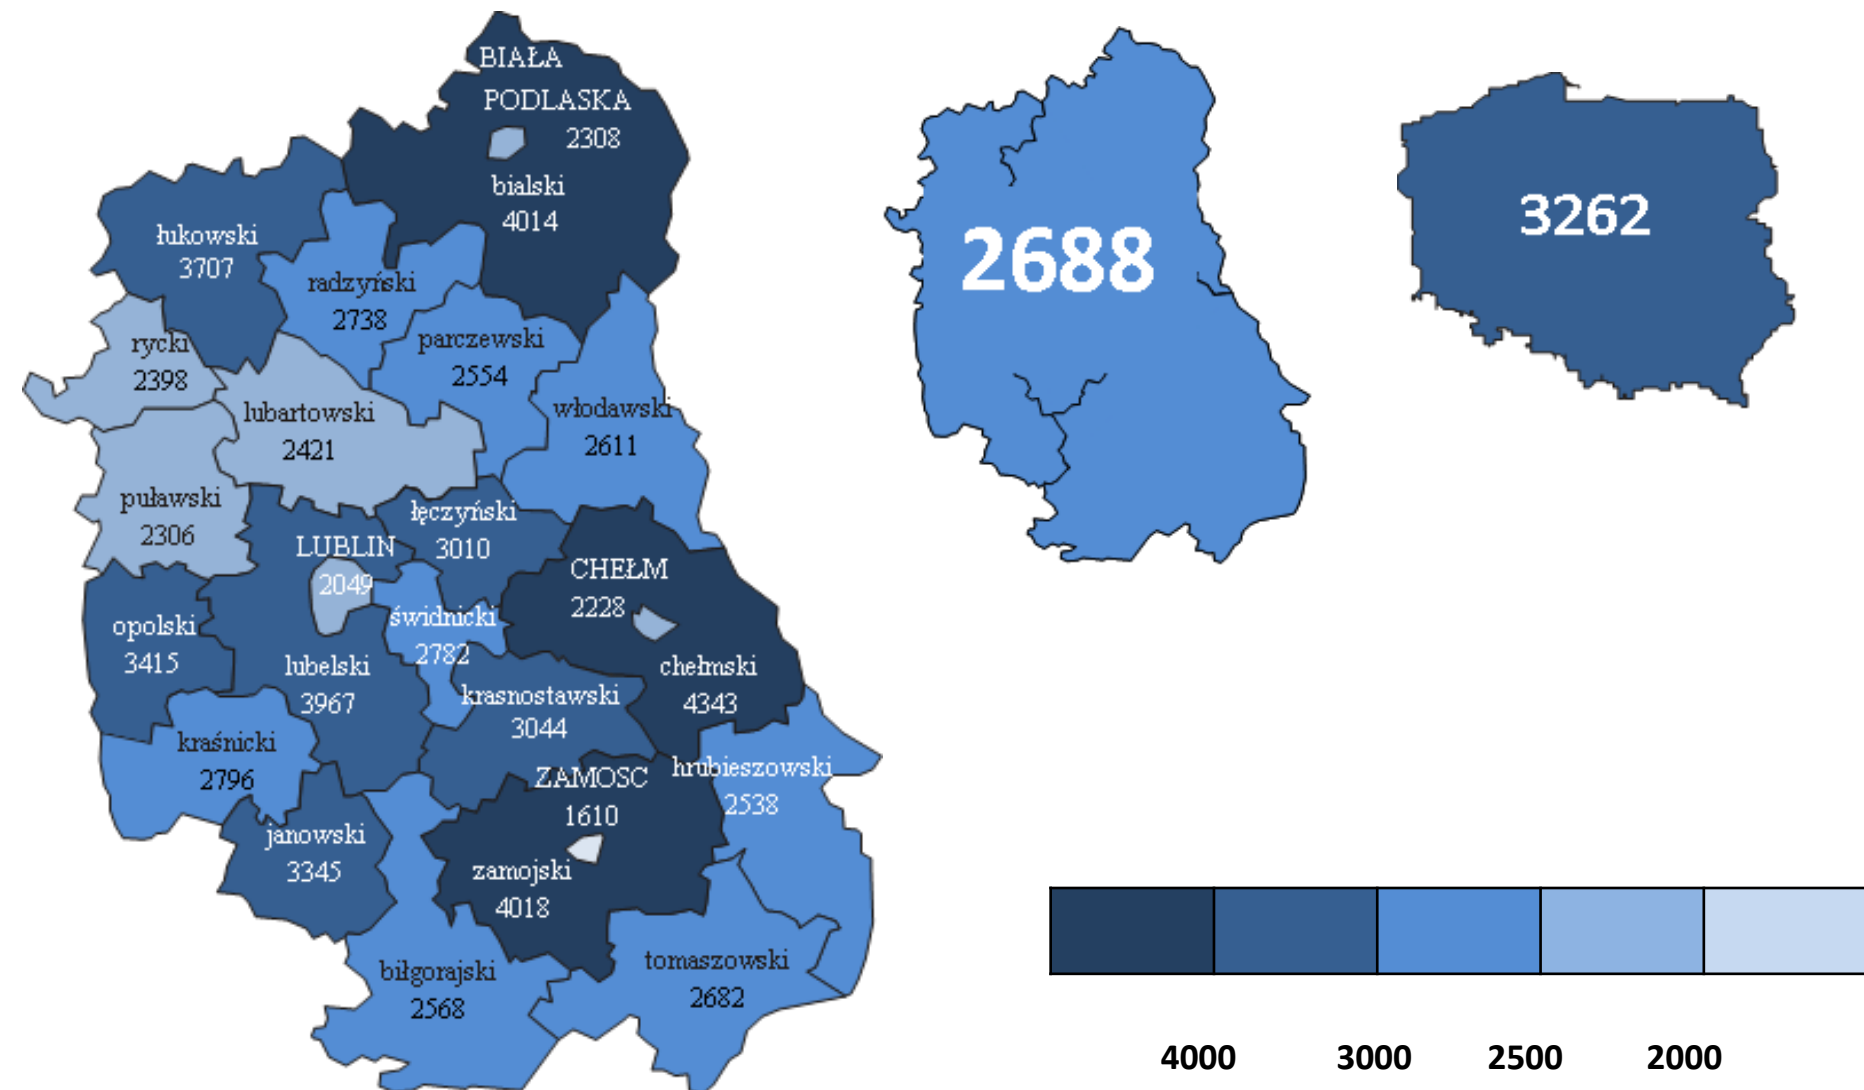 BIAŁA
PODLASKA
2308
bialski
4014
łukowski
3707
radzyński
2738
parczewski
2554
rycki
2398
lubartowski
2421
włodawski
2611
puławski
2306
łęczyński
3010
LUBLIN
2049
CHEŁM
2228
świdnicki
2782
opolski
3415
lubelski
3967
chełmski
4343
krasnostawski
3044
kraśnicki
2796
ZAMOSC
1610
hrubieszowski
2538
janowski
3345
zamojski
4018
biłgorajski
2568
tomaszowski
2682
2688
3262
4000 3000 2500 2000